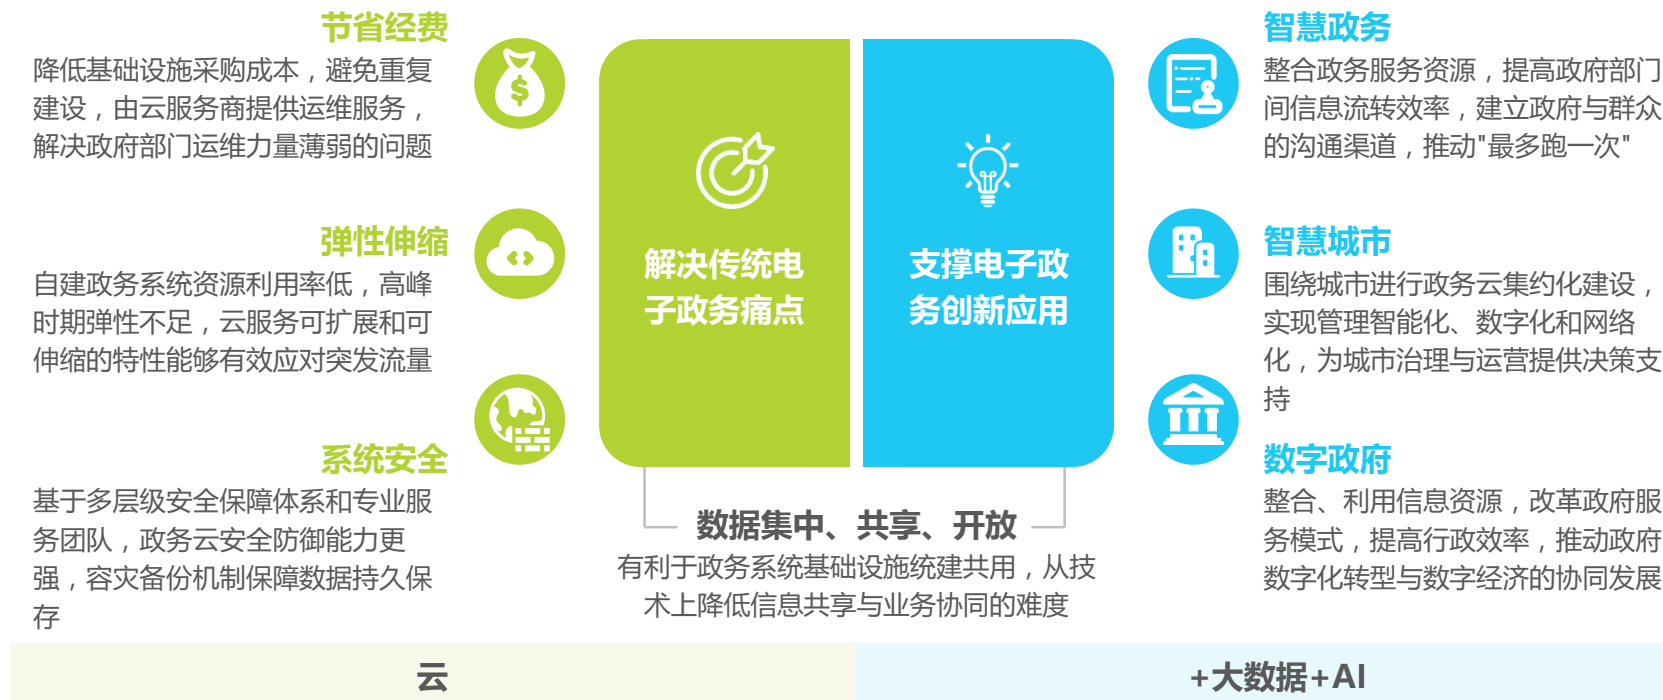 节省经费
降低基础设施采购成本，避免重复
建设，由云服务商提供运维服务，
解决政府部门运维力量薄弱的问题
弹性伸缩
自建政务系统资源利用率低，高峰
时期弹性不足，云服务可扩展和可
伸缩的特性能够有效应对突发流量
系统安全
基于多层级安全保障体系和专业服
务团队，政务云安全防御能力更
强，容灾备份机制保障数据持久保
存
$
解决传统电
子政务痛点
支撑电子政
务创新应用
数据集中、共享、开放
有利于政务系统基础设施统建共用，从技
术上降低信息共享与业务协同的难度
智慧政务
整合政务服务资源，提高政府部门
间信息流转效率，建立政府与群众
的沟通渠道，推动"最多跑一次"
智慧城市
围绕城市进行政务云集约化建设，
实现管理智能化、数字化和网络
化，为城市治理与运营提供决策支
持
数字政府
整合、利用信息资源，改革政府服
务模式，提高行政效率，推动政府
数字化转型与数字经济的协同发展
云
+大数据+AI